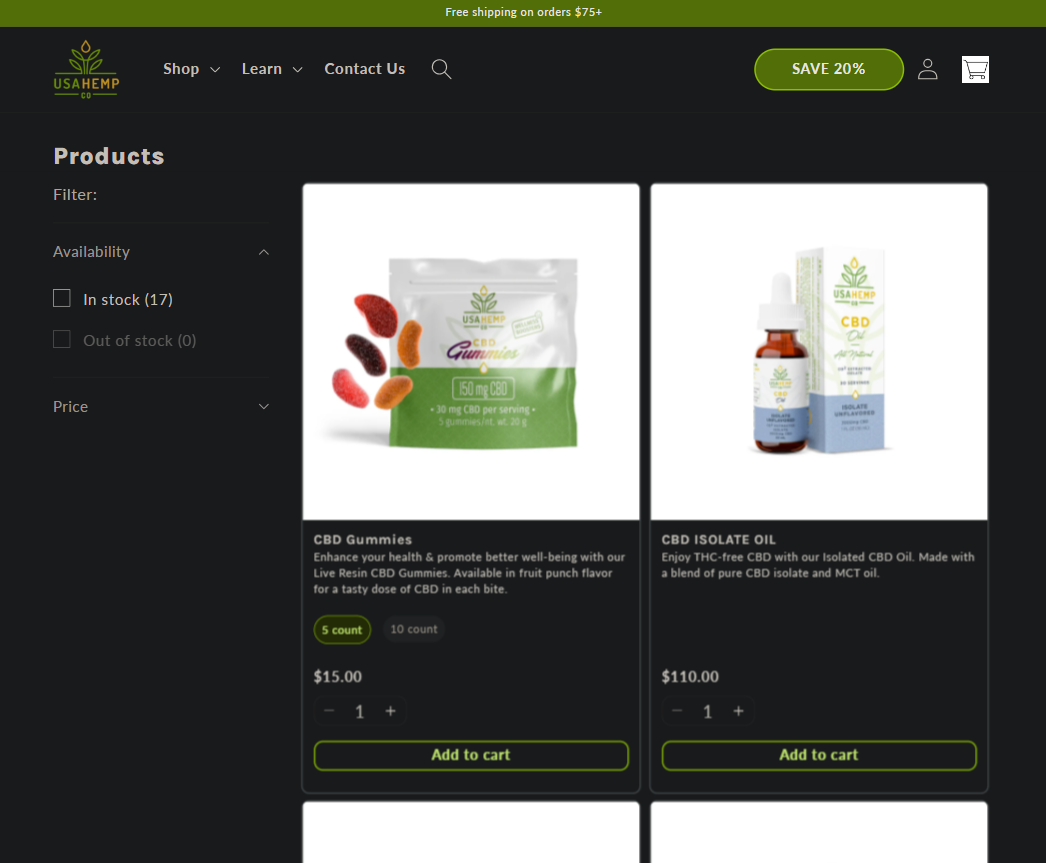 Free shipping on orders $75+
USAHEMP
CO
Shop
Learn
Contact Us
SAVE 20%
Products
Filter:
Availability
In stock (17)
Out of stock (0)
Price
USAHEMP
CO
WELLNESS
BOOSTERS
CBD
Gummies
150 mg CBD
• 30 mg CBD per serving •
5 gummies/nt. wt. 20 g
CBD Gummies
Enhance your health & promote better well-being with our
Live Resin CBD Gummies. Available in fruit punch flavor
for a tasty dose of CBD in each bite.
5 count
10 count
$15.00
1
Add to cart
USAHEMP
CO
CBD
Oil
All Natural
ISOLATE
UNFLAVORED
USAHEMP
CBD
Oil
ISOLATE
CBD ISOLATE OIL
Enjoy THC-free CBD with our Isolated CBD Oil. Made with
a blend of pure CBD isolate and MCT oil.
$110.00
1
Add to cart